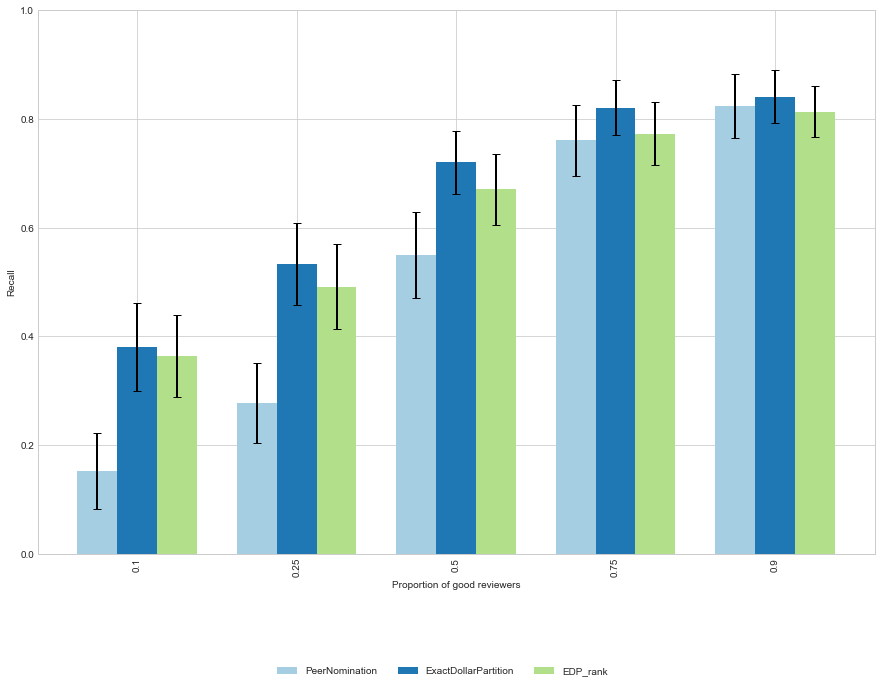 1.0
0.8
0.6
0.4
0.2
0.0
Recall
0.1
0.25
0.5
0.75
0.9
Proportion of good reviewers
PeerNomination
ExactDollarPartition
EDP_rank